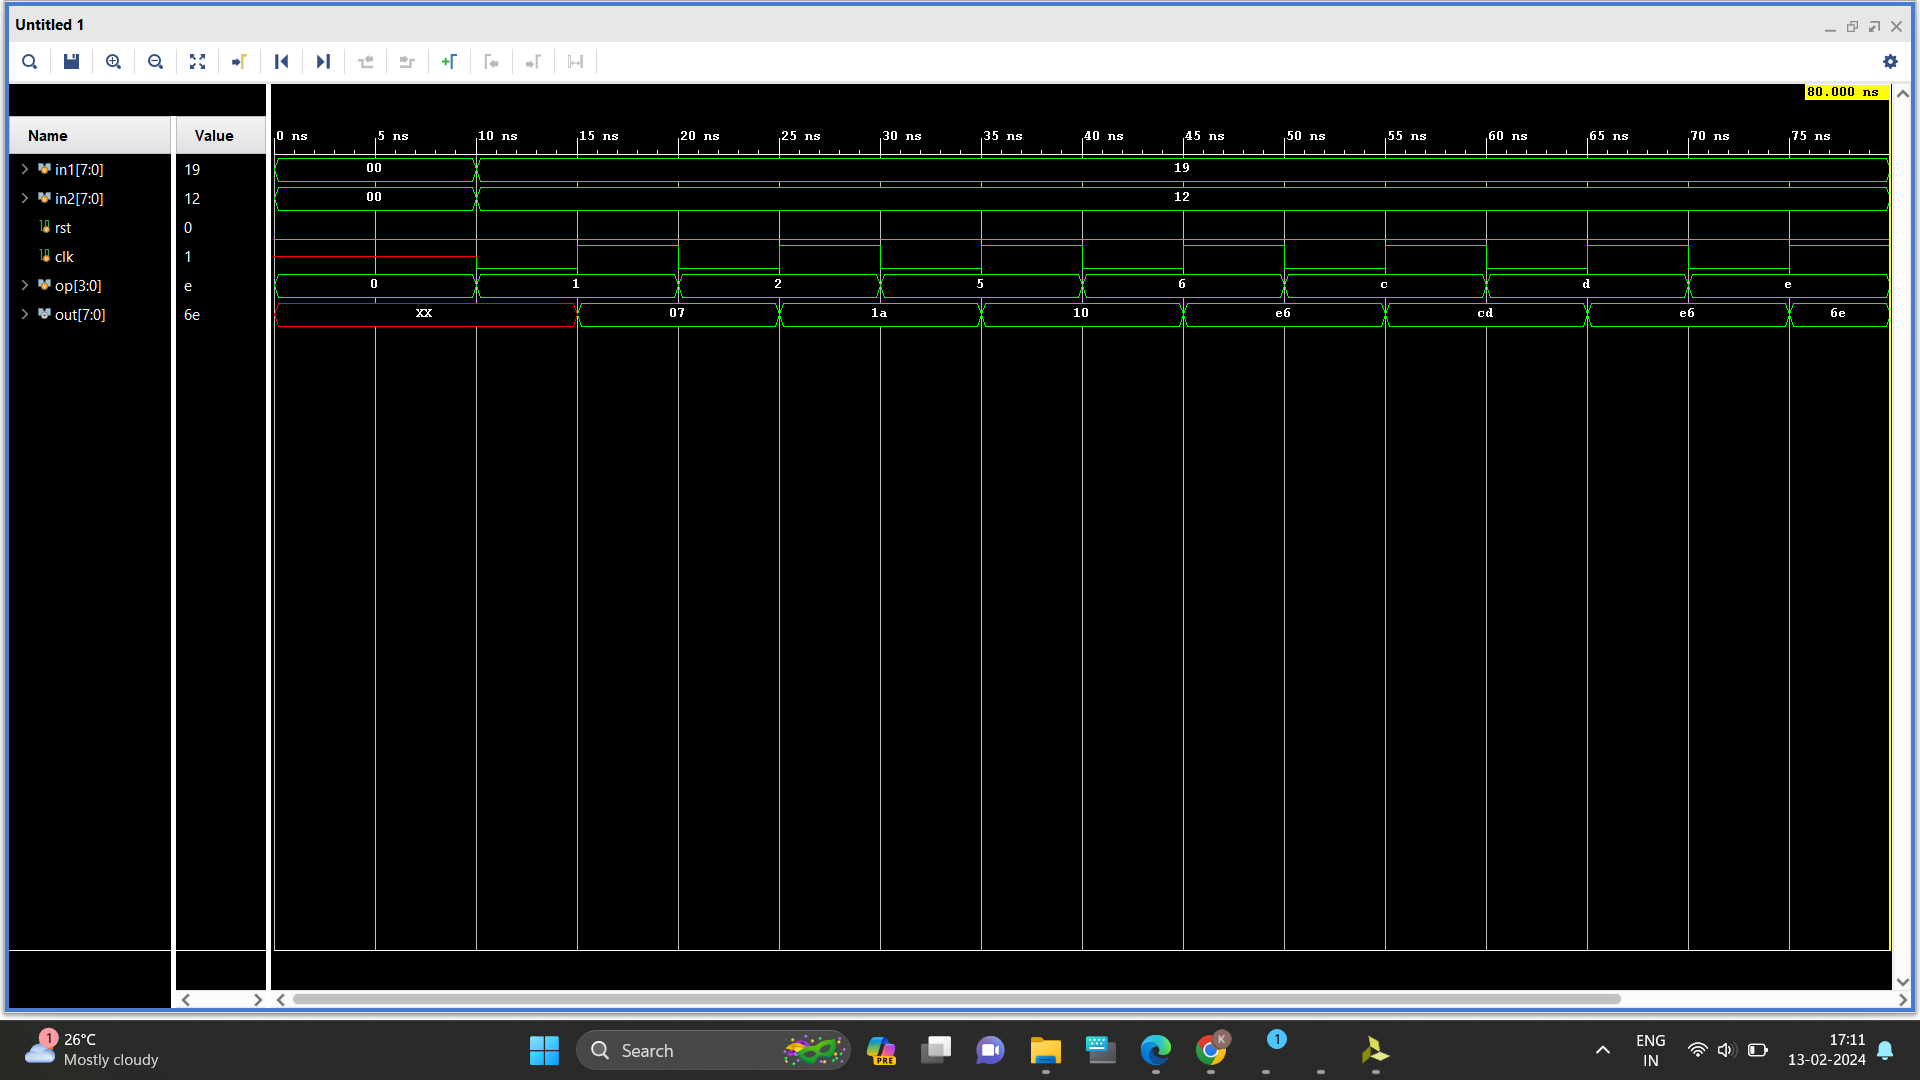 Untitled 1
80.000 ns
Name Value
0 ns 5 ns 10 ns 15 ns 20 ns 25 ns 30 ns 35 ns 40 ns 45 ns 50 ns 55 ns 60 ns 65 ns 70 ns 75 ns
in1[7:0] 19 00 19
in2[7:0] 12 00 12
rst 0
clk 1
op[3:0] e 0 1 2 5 6 c d e
out[7:0] 6e XX 07 1a 10 e6 cd e6 6e
1 26°C
Mostly cloudy
Search
PRE
K
1
ENG
IN
17:11
13-02-2024